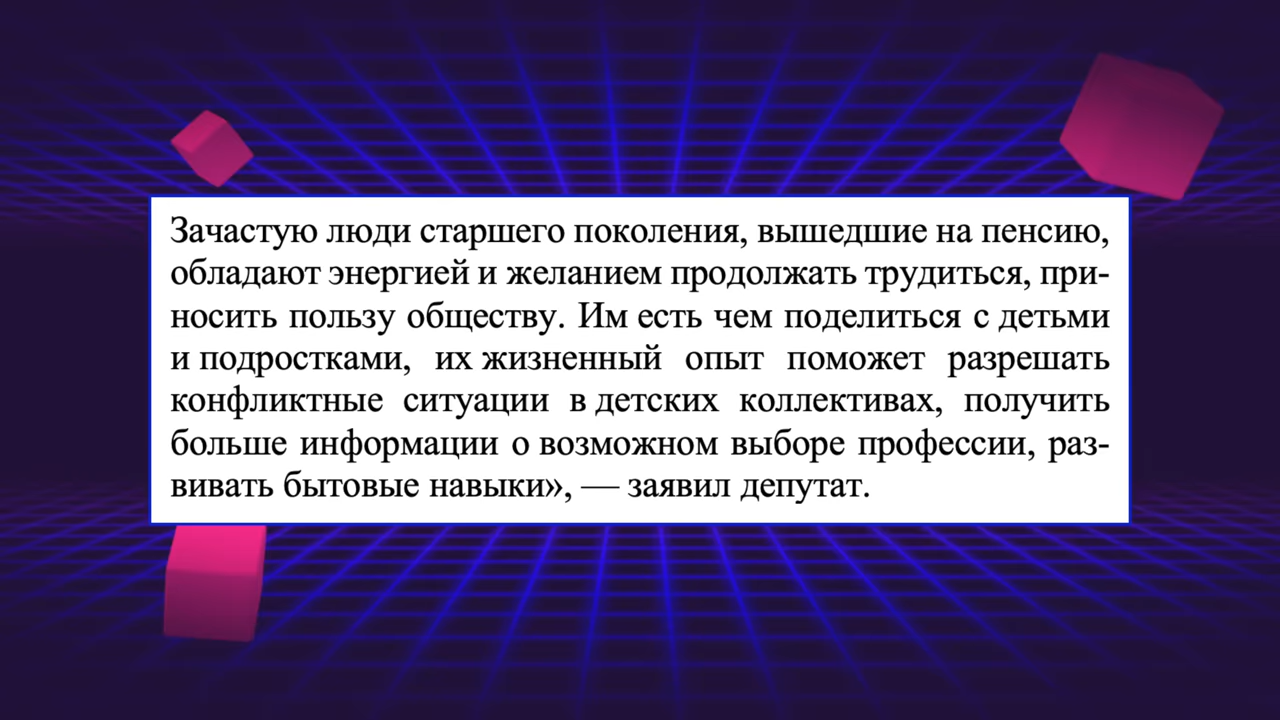 Зачастую люди старшего поколения, вышедшие на пенсию,
обладают энергией и желанием продолжать трудиться, при-
носить пользу обществу. Им есть чем поделиться с детьми
и подростками, их жизненный опыт поможет разрешать
конфликтные ситуации в детских коллективах, получить
больше информации о возможном выборе профессии, раз-
вивать бытовые навыки», — заявил депутат.